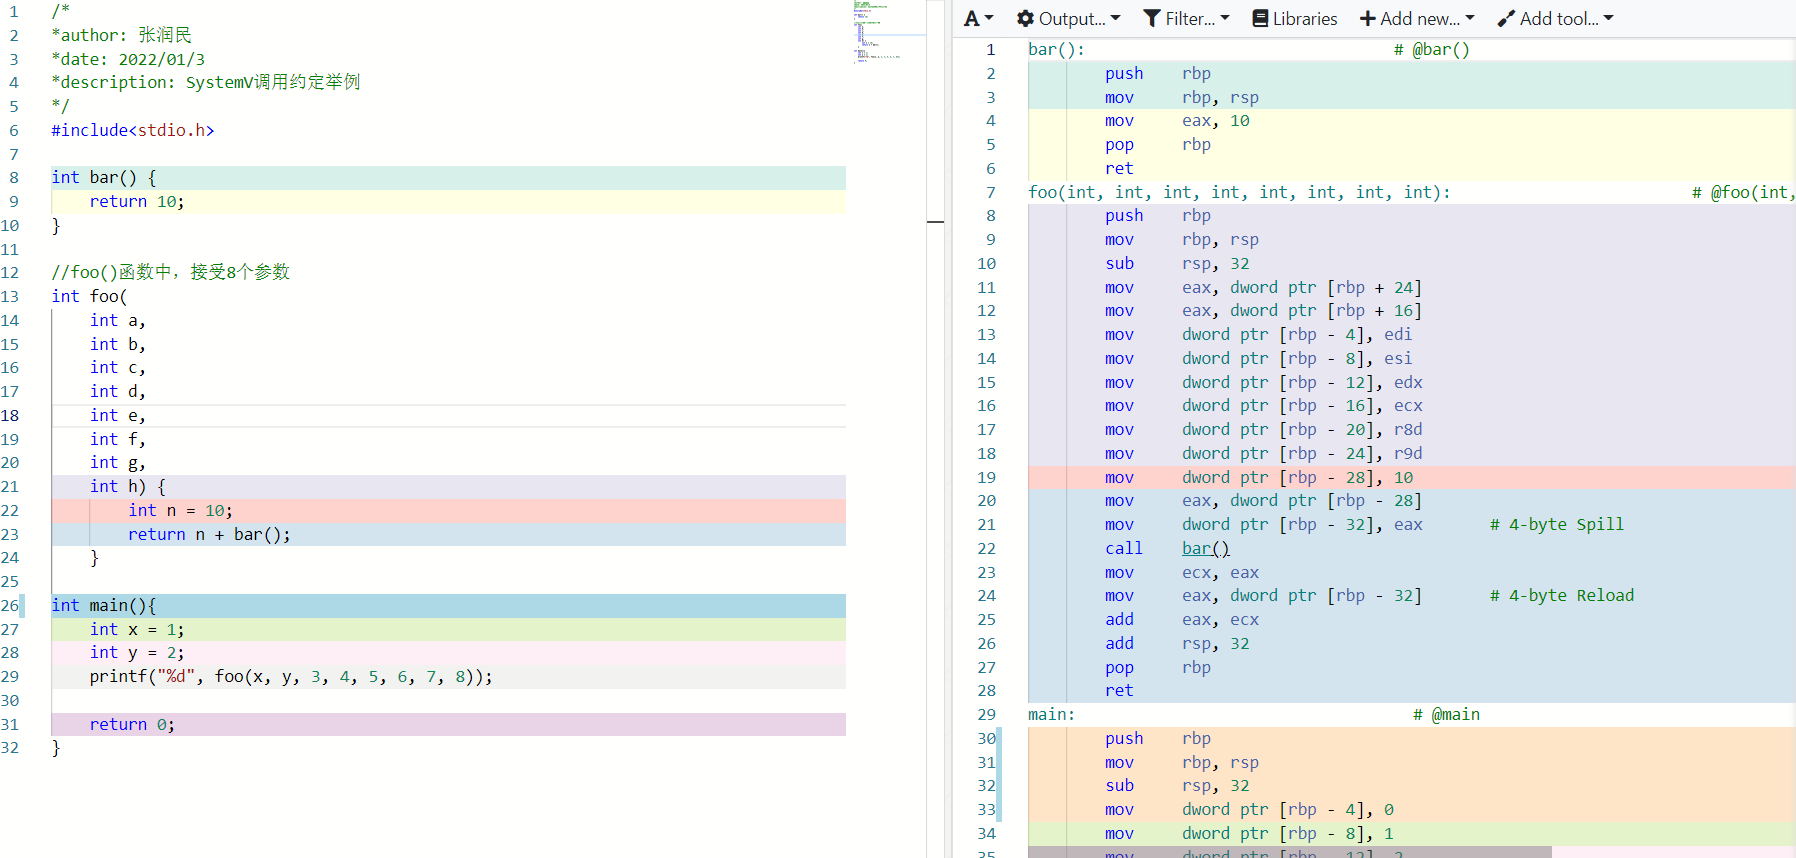 1 /*
2 *author: 张润民
3 *date: 2022/01/3
4 *description: SystemV调用约定举例
5 */
6 #include<stdio.h>
7
8 int bar() {
9 return 10;
10 }
11
12 //foo()函数中，接受8个参数
13 int foo(
14 int a,
15 int b,
16 int c,
17 int d,
18 int e,
19 int f,
20 int g,
21 int h) {
22 int n = 10;
23 return n + bar();
24 }
25
26 int main(){
27 int x = 1;
28 int y = 2;
29 printf("%d", foo(x, y, 3, 4, 5, 6, 7, 8));
30
31 return 0;
32 }
A Output... Filter... Libraries Add new... Add tool...
1 bar(): # @bar()
2 push rbp
3 mov rbp, rsp
4 mov eax, 10
5 pop rbp
6 ret
7 foo(int, int, int, int, int, int, int, int): # @foo(int,
8 push rbp
9 mov rbp, rsp
10 sub rsp, 32
11 mov eax, dword ptr [rbp + 24]
12 mov eax, dword ptr [rbp + 16]
13 mov dword ptr [rbp - 4], edi
14 mov dword ptr [rbp - 8], esi
15 mov dword ptr [rbp - 12], edx
16 mov dword ptr [rbp - 16], ecx
17 mov dword ptr [rbp - 20], r8d
18 mov dword ptr [rbp - 24], r9d
19 mov dword ptr [rbp - 28], 10
20 mov eax, dword ptr [rbp - 28]
21 mov dword ptr [rbp - 32], eax # 4-byte Spill
22 call bar()
23 mov ecx, eax
24 mov eax, dword ptr [rbp - 32] # 4-byte Reload
25 add eax, ecx
26 add rsp, 32
27 pop rbp
28 ret
29 main: # @main
30 push rbp
31 mov rbp, rsp
32 sub rsp, 32
33 mov dword ptr [rbp - 4], 0
34 mov dword ptr [rbp - 8], 1
35 mov dword ptr [rbp - 12], 2